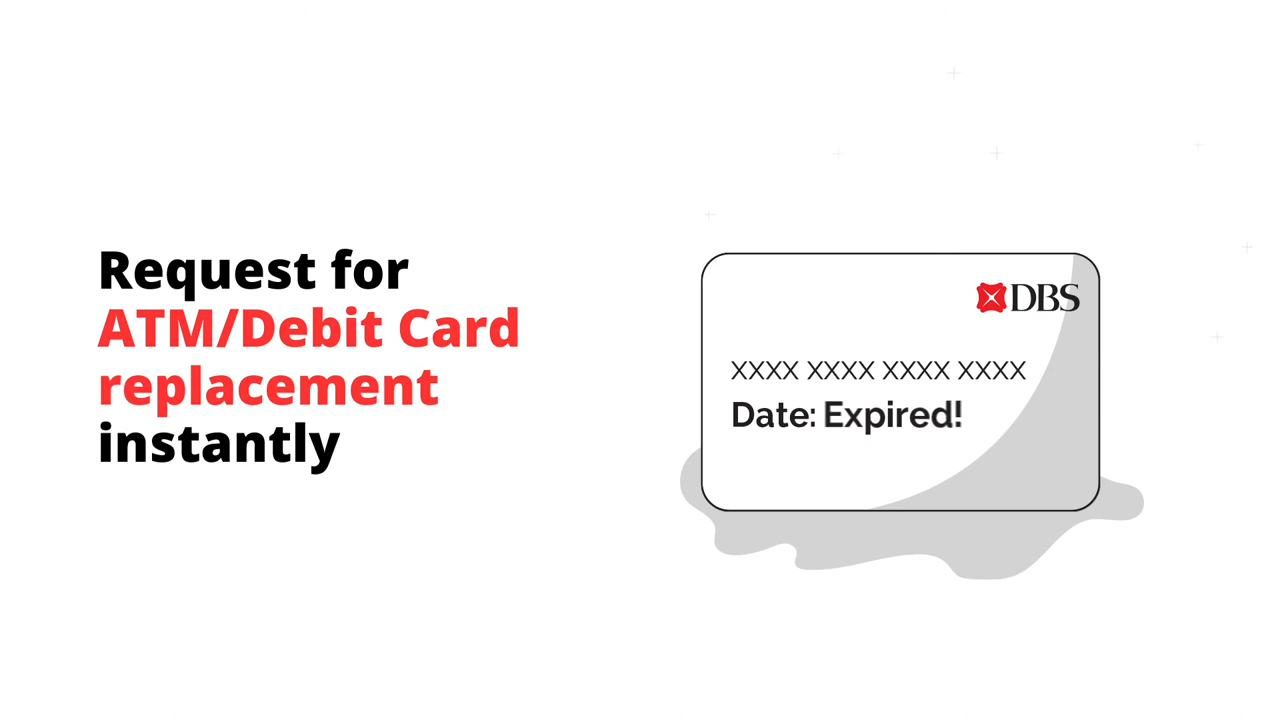 Request for
ATM/Debit Card
replacement
instantly
DBS
XXXX XXXX XXXX XXXX
Date: Expired!